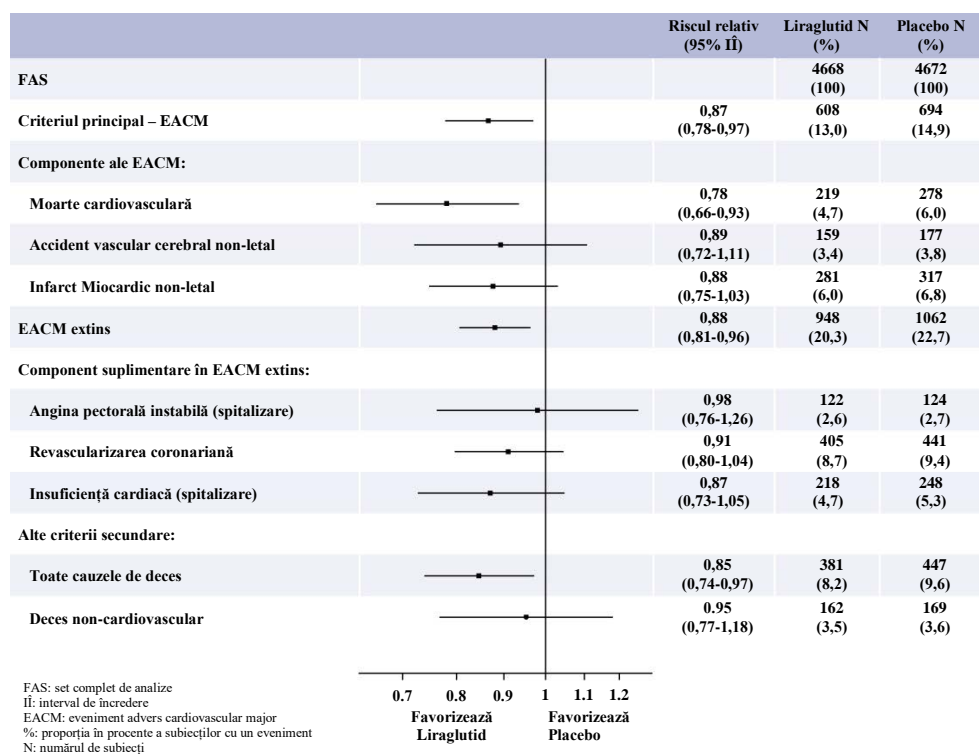 Riscul relativ Liraglutid N Placebo N
(95% IÎ) (%) (%)
FAS 4668 4672
(100) (100)
Criteriul principal – EACM 0,87 608 694
(0,78-0,97) (13,0) (14,9)
Componente ale EACM:
Moarte cardiovasculară 0,78 219 278
(0,66-0,93) (4,7) (6,0)
Accident vascular cerebral non-letal 0,89 159 177
(0,72-1,11) (3,4) (3,8)
Infarct Miocardic non-letal 0,88 281 317
(0,75-1,03) (6,0) (6,8)
EACM extins 0,88 948 1062
(0,81-0,96) (20,3) (22,7)
Component suplimentare în EACM extins:
Angina pectorală instabilă (spitalizare) 0,98 122 124
(0,76-1,26) (2,6) (2,7)
Revascularizarea coronariană 0,91 405 441
(0,80-1,04) (8,7) (9,4)
Insuficiență cardiacă (spitalizare) 0,87 218 248
(0,73-1,05) (4,7) (5,3)
Alte criterii secundare:
Toate cauzele de deces 0,85 381 447
(0,74-0,97) (8,2) (9,6)
Deces non-cardiovascular 0.95 162 169
(0,77-1,18) (3,5) (3,6)
0.7 0.8 0.9 1 1.1 1.2
Favorizează Favorizează
Liraglutid Placebo
FAS: set complet de analize
IÎ: interval de încredere
EACM: eveniment advers cardiovascular major
%: proporția în procente a subiecților cu un eveniment
N: numărul de subiecți